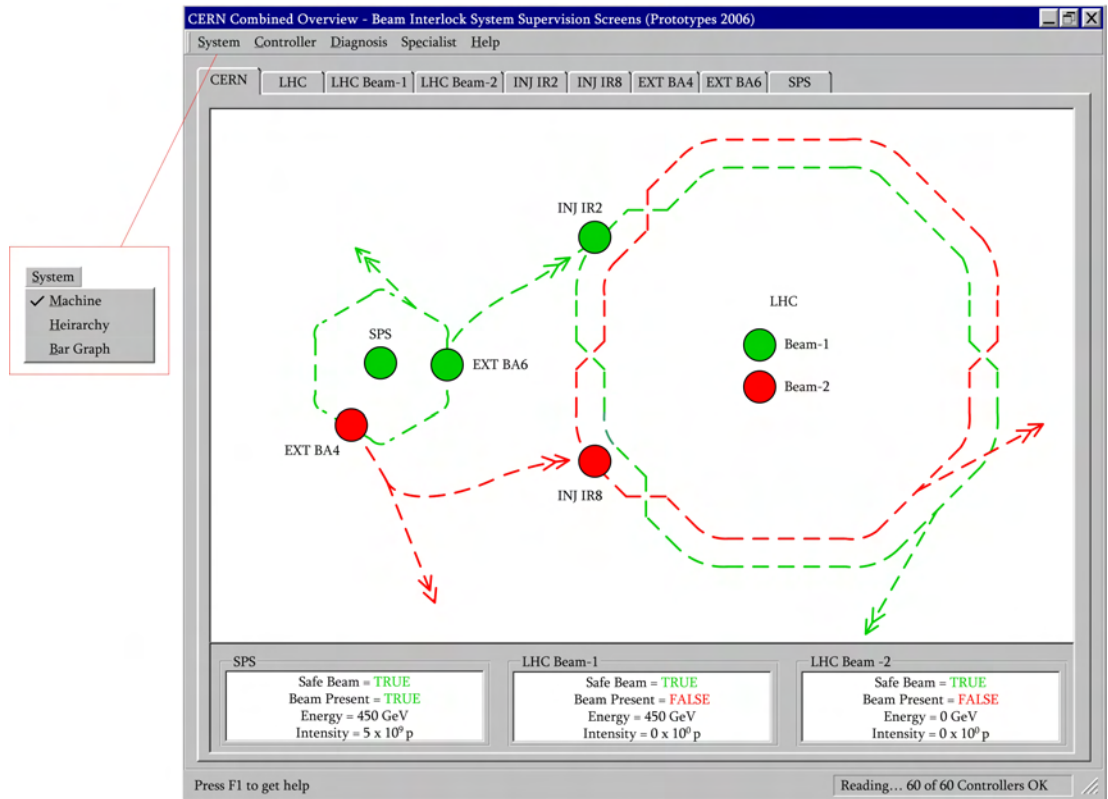 CERN Combined Overview - Beam Interlock System Supervision Screens (Prototypes 2006)
System Controller Diagnosis Specialist Help
CERN LHC LHC Beam-1 LHC Beam-2 INJ IR2 INJ IR8 EXT BA4 EXT BA6 SPS
INJ IR2
System
Machine
Heirarchy
Bar Graph
SPS
EXT BA6
EXT BA4
LHC
Beam-1
Beam-2
INJ IR8
SPS
Safe Beam = TRUE
Beam Present = TRUE
Energy = 450 GeV
Intensity = 5 x 10⁹ p
LHC Beam-1
Safe Beam = TRUE
Beam Present = FALSE
Energy = 450 GeV
Intensity = 0 x 10⁰ p
LHC Beam -2
Safe Beam = TRUE
Beam Present = FALSE
Energy = 0 GeV
Intensity = 0 x 10⁰ p
Press F1 to get help
Reading... 60 of 60 Controllers OK